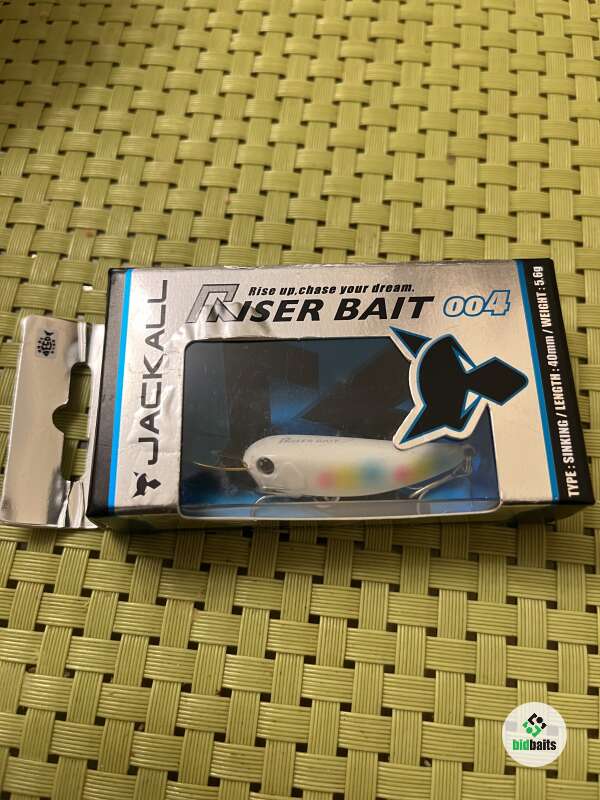 Rise up, chase your dream.
RISER BAIT 004
JACKALL
TYPE : SINKING / LENGTH : 40mm / WEIGHT : 5.6g
RISER BAIT
bidbaits